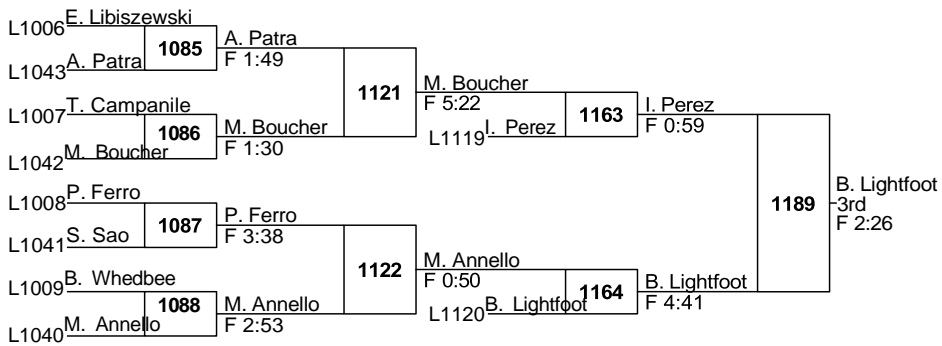 L1006 E. Libiszewski
1085
A. Patra
F 1:49
L1043 A. Patra
1121
M. Boucher
F 5:22
L1007 T. Campanile
1086
M. Boucher
F 1:30
L1042 M. Boucher
L1119 I. Perez
1163
I. Perez
F 0:59
L1008 P. Ferro
1087
P. Ferro
F 3:38
L1041 S. Sao
1122
M. Annello
F 0:50
L1009 B. Whedbee
1088
M. Annello
F 2:53
L1040 M. Annello
L1120 B. Lightfoot
1164
B. Lightfoot
F 4:41
1189
B. Lightfoot
3rd
F 2:26